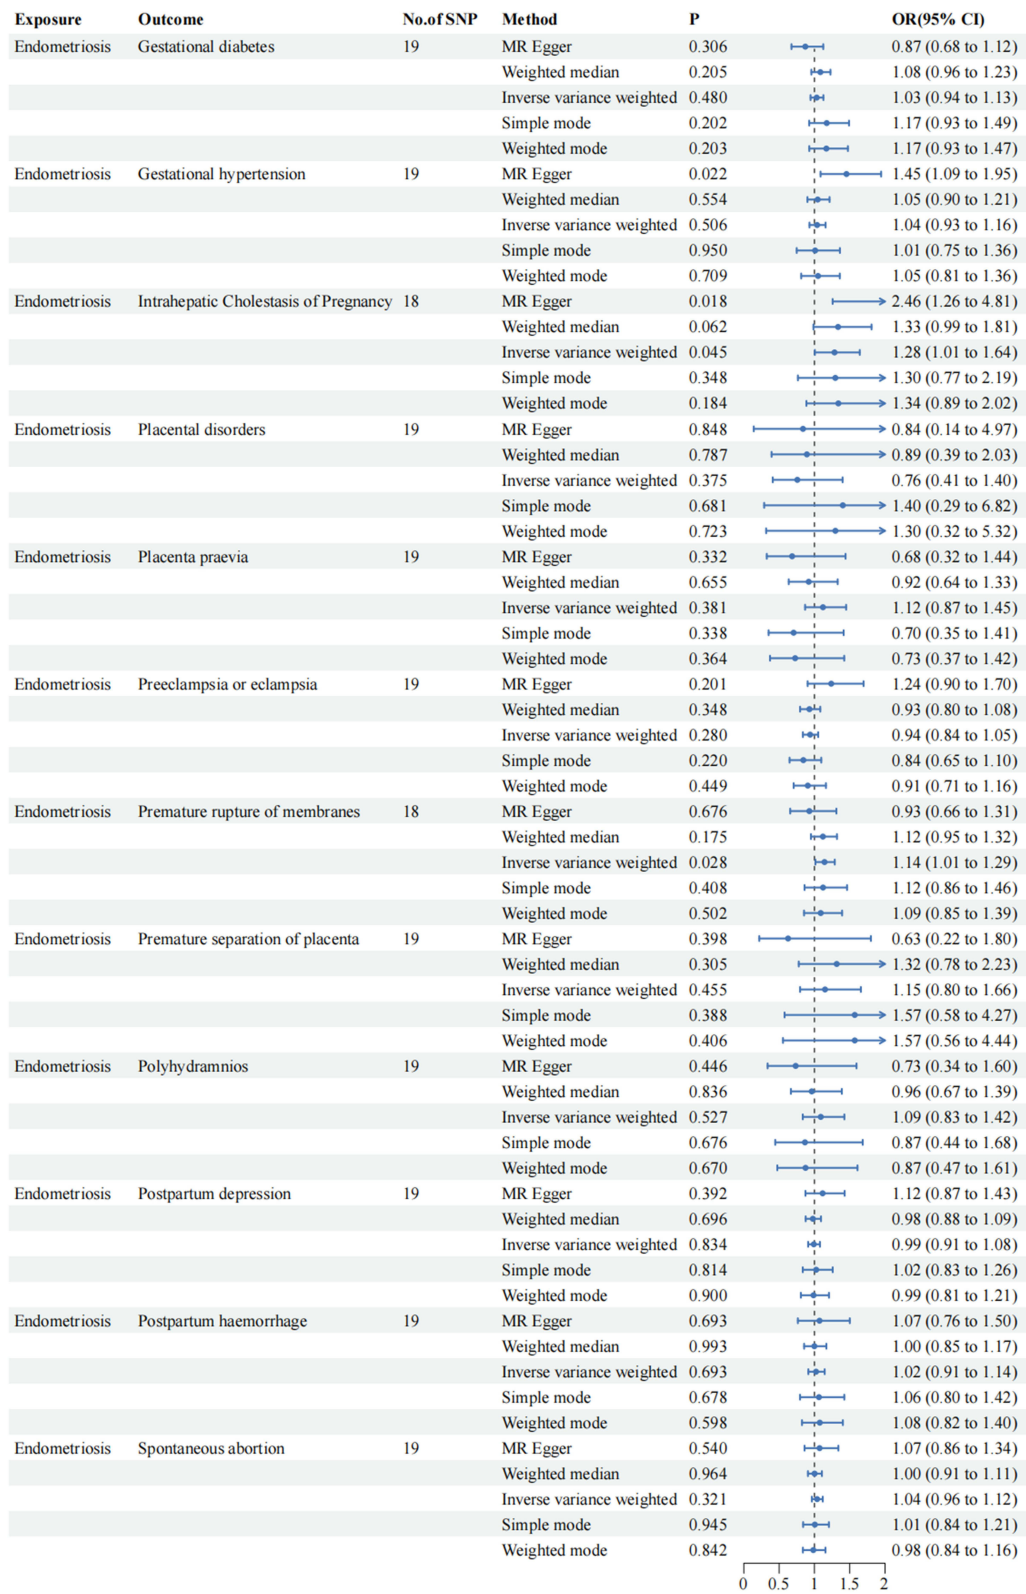 Exposure Outcome No.of SNP Method P OR(95% CI)
Endometriosis Gestational diabetes 19 MR Egger 0.306 0.87 (0.68 to 1.12)
Weighted median 0.205 1.08 (0.96 to 1.23)
Inverse variance weighted 0.480 1.03 (0.94 to 1.13)
Simple mode 0.202 1.17 (0.93 to 1.49)
Weighted mode 0.203 1.17 (0.93 to 1.47)
Endometriosis Gestational hypertension 19 MR Egger 0.022 1.45 (1.09 to 1.95)
Weighted median 0.554 1.05 (0.90 to 1.21)
Inverse variance weighted 0.506 1.04 (0.93 to 1.16)
Simple mode 0.950 1.01 (0.75 to 1.36)
Weighted mode 0.709 1.05 (0.81 to 1.36)
Endometriosis Intrahepatic Cholestasis of Pregnancy 18 MR Egger 0.018 2.46 (1.26 to 4.81)
Weighted median 0.062 1.33 (0.99 to 1.81)
Inverse variance weighted 0.045 1.28 (1.01 to 1.64)
Simple mode 0.348 1.30 (0.77 to 2.19)
Weighted mode 0.184 1.34 (0.89 to 2.02)
Endometriosis Placental disorders 19 MR Egger 0.848 0.84 (0.14 to 4.97)
Weighted median 0.787 0.89 (0.39 to 2.03)
Inverse variance weighted 0.375 0.76 (0.41 to 1.40)
Simple mode 0.681 1.40 (0.29 to 6.82)
Weighted mode 0.723 1.30 (0.32 to 5.32)
Endometriosis Placenta praevia 19 MR Egger 0.332 0.68 (0.32 to 1.44)
Weighted median 0.655 0.92 (0.64 to 1.33)
Inverse variance weighted 0.381 1.12 (0.87 to 1.45)
Simple mode 0.338 0.70 (0.35 to 1.41)
Weighted mode 0.364 0.73 (0.37 to 1.42)
Endometriosis Preeclampsia or eclampsia 19 MR Egger 0.201 1.24 (0.90 to 1.70)
Weighted median 0.348 0.93 (0.80 to 1.08)
Inverse variance weighted 0.280 0.94 (0.84 to 1.05)
Simple mode 0.220 0.84 (0.65 to 1.10)
Weighted mode 0.449 0.91 (0.71 to 1.16)
Endometriosis Premature rupture of membranes 18 MR Egger 0.676 0.93 (0.66 to 1.31)
Weighted median 0.175 1.12 (0.95 to 1.32)
Inverse variance weighted 0.028 1.14 (1.01 to 1.29)
Simple mode 0.408 1.12 (0.86 to 1.46)
Weighted mode 0.502 1.09 (0.85 to 1.39)
Endometriosis Premature separation of placenta 19 MR Egger 0.398 0.63 (0.22 to 1.80)
Weighted median 0.305 1.32 (0.78 to 2.23)
Inverse variance weighted 0.455 1.15 (0.80 to 1.66)
Simple mode 0.388 1.57 (0.58 to 4.27)
Weighted mode 0.406 1.57 (0.56 to 4.44)
Endometriosis Polyhydramnios 19 MR Egger 0.446 0.73 (0.34 to 1.60)
Weighted median 0.836 0.96 (0.67 to 1.39)
Inverse variance weighted 0.527 1.09 (0.83 to 1.42)
Simple mode 0.676 0.87 (0.44 to 1.68)
Weighted mode 0.670 0.87 (0.47 to 1.61)
Endometriosis Postpartum depression 19 MR Egger 0.392 1.12 (0.87 to 1.43)
Weighted median 0.696 0.98 (0.88 to 1.09)
Inverse variance weighted 0.834 0.99 (0.91 to 1.08)
Simple mode 0.814 1.02 (0.83 to 1.26)
Weighted mode 0.900 0.99 (0.81 to 1.21)
Endometriosis Postpartum haemorrhage 19 MR Egger 0.693 1.07 (0.76 to 1.50)
Weighted median 0.993 1.00 (0.85 to 1.17)
Inverse variance weighted 0.693 1.02 (0.91 to 1.14)
Simple mode 0.678 1.06 (0.80 to 1.42)
Weighted mode 0.598 1.08 (0.82 to 1.40)
Endometriosis Spontaneous abortion 19 MR Egger 0.540 1.07 (0.86 to 1.34)
Weighted median 0.964 1.00 (0.91 to 1.11)
Inverse variance weighted 0.321 1.04 (0.96 to 1.12)
Simple mode 0.945 1.01 (0.84 to 1.21)
Weighted mode 0.842 0.98 (0.84 to 1.16)
0 0.5 1 1.5 2